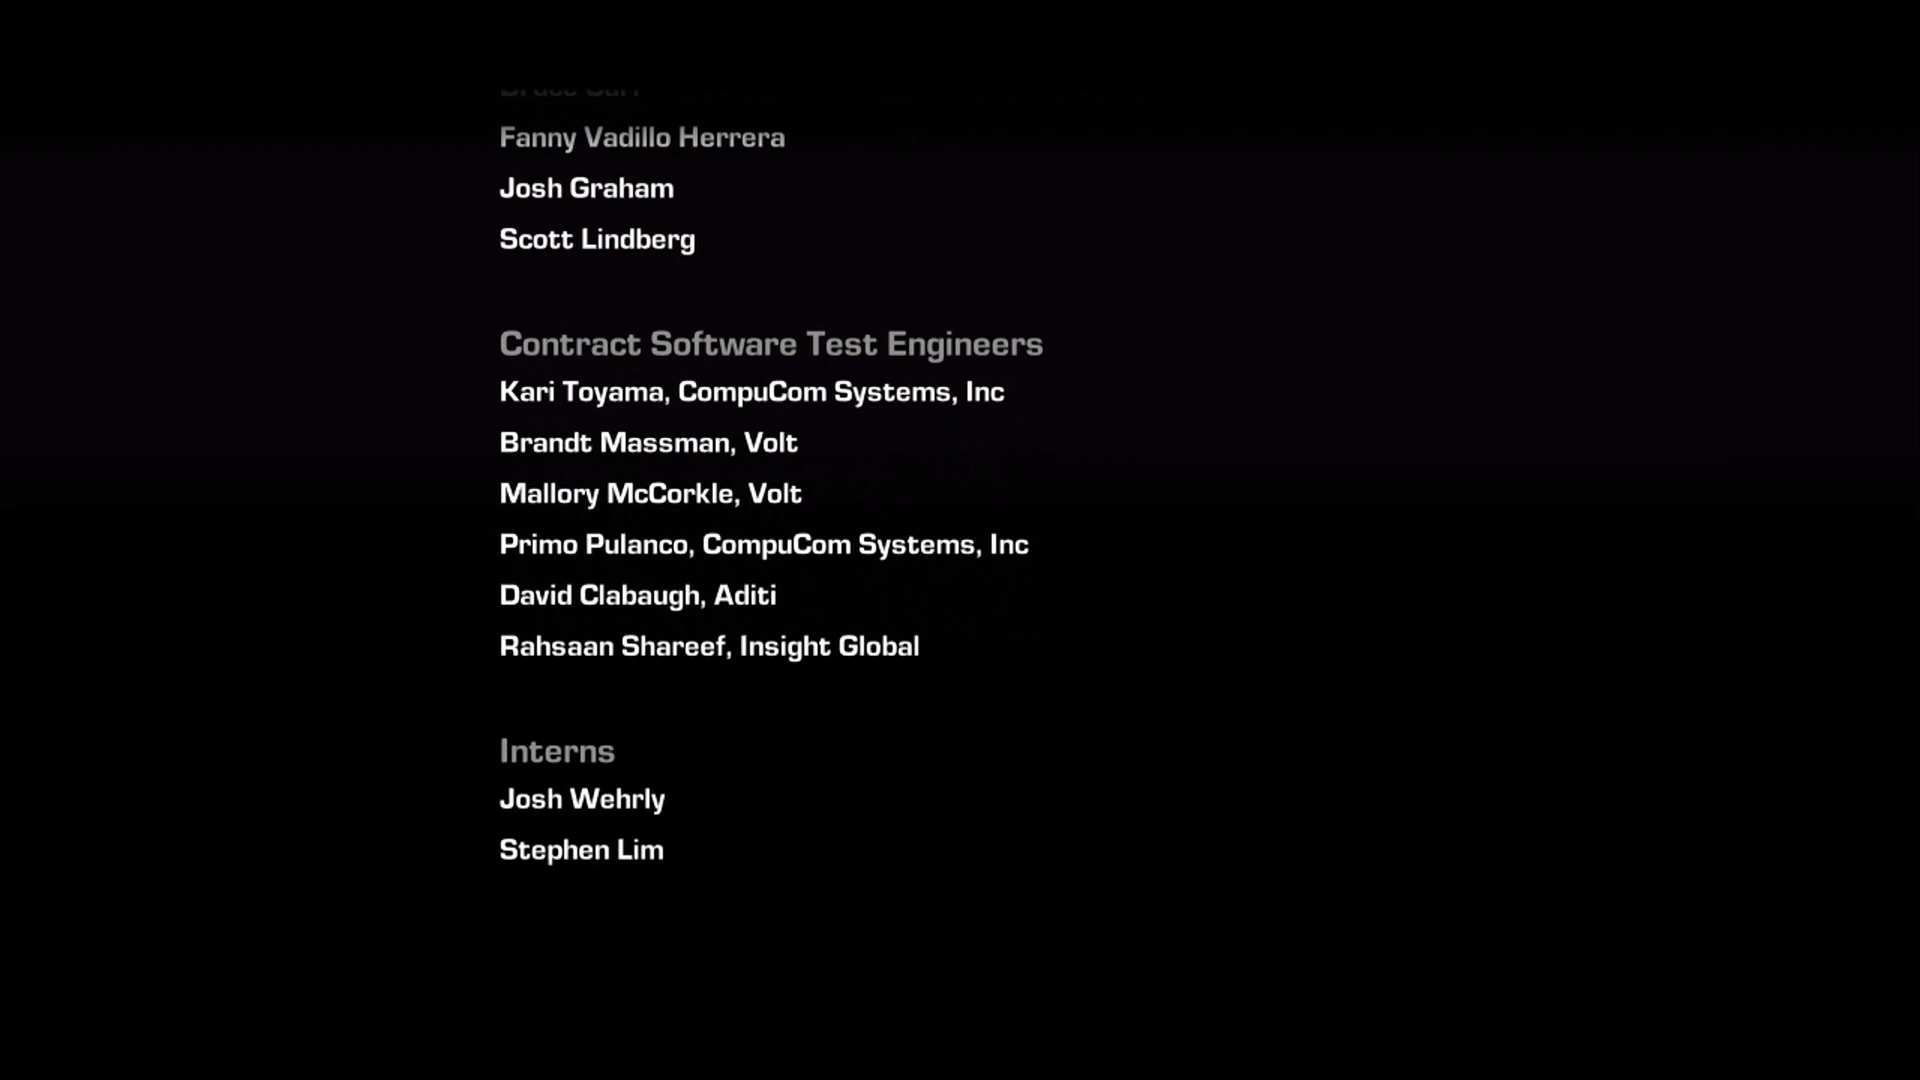 Fanny Vadillo Herrera
Josh Graham
Scott Lindberg
Contract Software Test Engineers
Kari Toyama, CompuCom Systems, Inc
Brandt Massman, Volt
Mallory McCorkle, Volt
Primo Pulanco, CompuCom Systems, Inc
David Clabaugh, Aditi
Rahsaan Shareef, Insight Global
Interns
Josh Wehrly
Stephen Lim